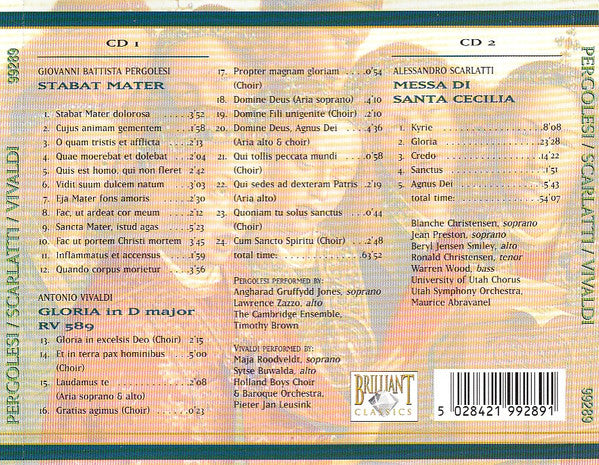 PERGOLESI / SCARLATTI / VIVALDI
99289
CD 1
GIOVANNI BATTISTA PERGOLESI
STABAT MATER
1. Stabat Mater dolorosa ..... 3'52
2. Cujus animam gementem .. 1'58
3. O quam tristis et afflicta .. 2'13
4. Quae moerebat et dolebat . 2'04
5. Quis est homo, qui non fleret 2'42
6. Vidit suum dulcem natum . 3'03
7. Eja Mater fons amoris ..... 2'30
8. Fac, ut ardeat cor meum ... 2'12
9. Sancta Mater, istud agas ... 5'23
10. Fac ut portem Christi mortem 3'45
11. Inflammatus et accensus ... 1'59
12. Quando corpus morietur ... 3'56
ANTONIO VIVALDI
GLORIA in D major
RV 589
13. Gloria in excelsis Deo (Choir) 2'15
14. Et in terra pax hominibus .. 5'00
(Choir)
15. Laudamus te ............. 2'08
(Aria soprano & alto)
16. Gratias agimus (Choir) .... 0'23
17. Propter magnam gloriam ... 0'54
(Choir)
18. Domine Deus (Aria soprano) .. 4'10
19. Domine Fili unigenite (Choir) . 2'10
20. Domine Deus, Agnus Dei .... 4'36
(Aria alto & choir)
21. Qui tollis peccata mundi .... 0'58
(Choir)
22. Qui sedes ad dexteram Patris . 2'19
(Aria alto)
23. Quoniam tu solus sanctus ... 0'44
(Choir)
24. Cum Sancto Spiritu (Choir) .. 2'48
total time: ............... 63'52
PERGOLESI PERFORMED BY:
Angharad Gruffydd Jones, soprano
Lawrence Zazzo, alto
The Cambridge Ensemble,
Timothy Brown
VIVALDI PERFORMED BY:
Maja Roodveldt, soprano
Sytse Buwalda, alto
Holland Boys Choir
& Baroque Orchestra,
Pieter Jan Leusink
CD 2
ALESSANDRO SCARLATTI
MESSA DI
SANTA CECILIA
1. Kyrie ................ 8'08
2. Gloria ............... 23'28
3. Credo ............... 14'22
4. Sanctus .............. 1'51
5. Agnus Dei ............ 5'43
total time: ............. 54'07
Blanche Christensen, soprano
Jean Preston, soprano
Beryl Jensen Smiley, alto
Ronald Christensen, tenor
Warren Wood, bass
University of Utah Chorus
Utah Symphony Orchestra,
Maurice Abravanel
BRILLIANT
CLASSICS
5 028421 992891
PERGOLESI / SCARLATTI / VIVALDI
99289